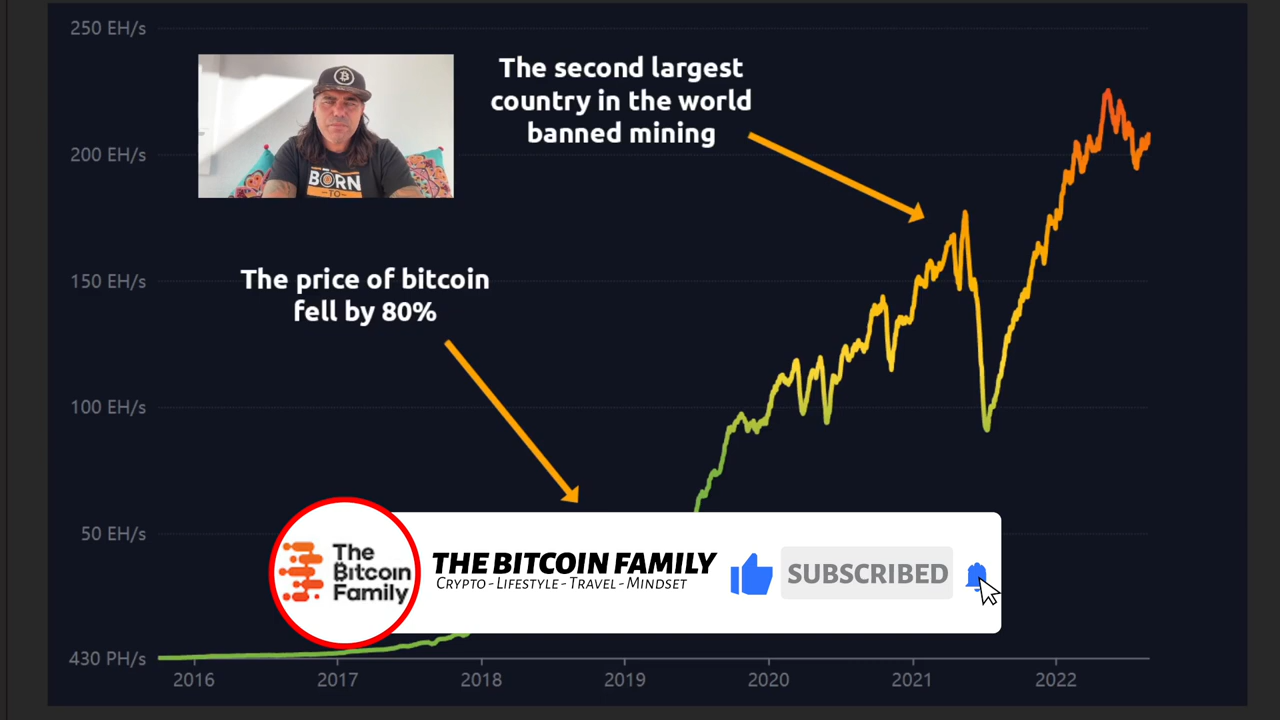 250 EH/s
The second largest
country in the world
banned mining
BORN
TO
200 EH/s
The price of bitcoin
fell by 80%
150 EH/s
100 EH/s
50 EH/s
The
Bitcoin
Family
THE BITCOIN FAMILY
CRYPTO - LIFESTYLE - TRAVEL - MINDSET
SUBSCRIBED
430 PH/s
2016 2017 2018 2019 2020 2021 2022